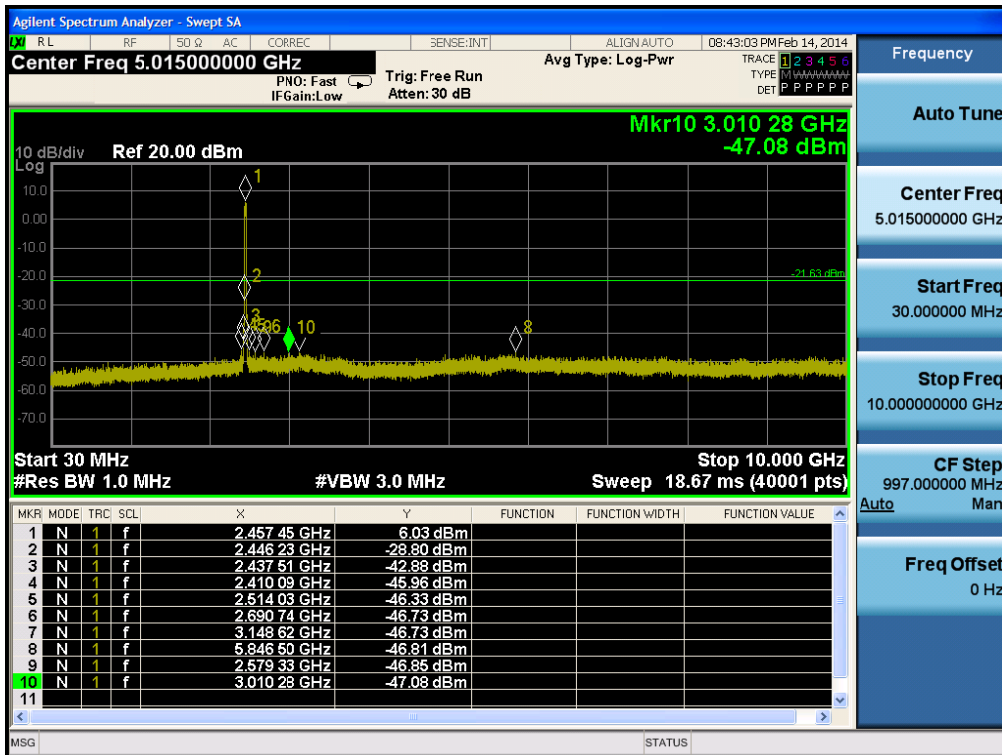 Agilent Spectrum Analyzer - Swept SA
LXI RL RF 50 Ω AC CORREC SENSE:INT ALIGN AUTO 08:43:03 PM Feb 14, 2014
Center Freq 5.015000000 GHz
PNO: Fast
IFGain:Low
Trig: Free Run
Atten: 30 dB
Avg Type: Log-Pwr
TRACE 1 2 3 4 5 6
TYPE M
DET P P P P P P
Mkr10 3.010 28 GHz
-47.08 dBm
10 dB/div Ref 20.00 dBm
Log
10.0
0.00
-10.0
-20.0
-30.0
-40.0
-50.0
-60.0
-70.0
1
2
3
6
10
8
-21.63 dBm
Start 30 MHz Stop 10.000 GHz
#Res BW 1.0 MHz #VBW 3.0 MHz Sweep 18.67 ms (40001 pts)
MKR MODE TRC SCL X Y FUNCTION FUNCTION WIDTH FUNCTION VALUE
1 N 1 f 2.457 45 GHz 6.03 dBm
2 N 1 f 2.446 23 GHz -28.80 dBm
3 N 1 f 2.437 51 GHz -42.88 dBm
4 N 1 f 2.410 09 GHz -45.96 dBm
5 N 1 f 2.514 03 GHz -46.33 dBm
6 N 1 f 2.690 74 GHz -46.73 dBm
7 N 1 f 3.148 62 GHz -46.73 dBm
8 N 1 f 5.846 50 GHz -46.81 dBm
9 N 1 f 2.579 33 GHz -46.85 dBm
10 N 1 f 3.010 28 GHz -47.08 dBm
11
MSG STATUS
Frequency
Auto Tune
Center Freq
5.015000000 GHz
Start Freq
30.000000 MHz
Stop Freq
10.000000000 GHz
CF Step
997.000000 MHz
Auto Man
Freq Offset
0 Hz